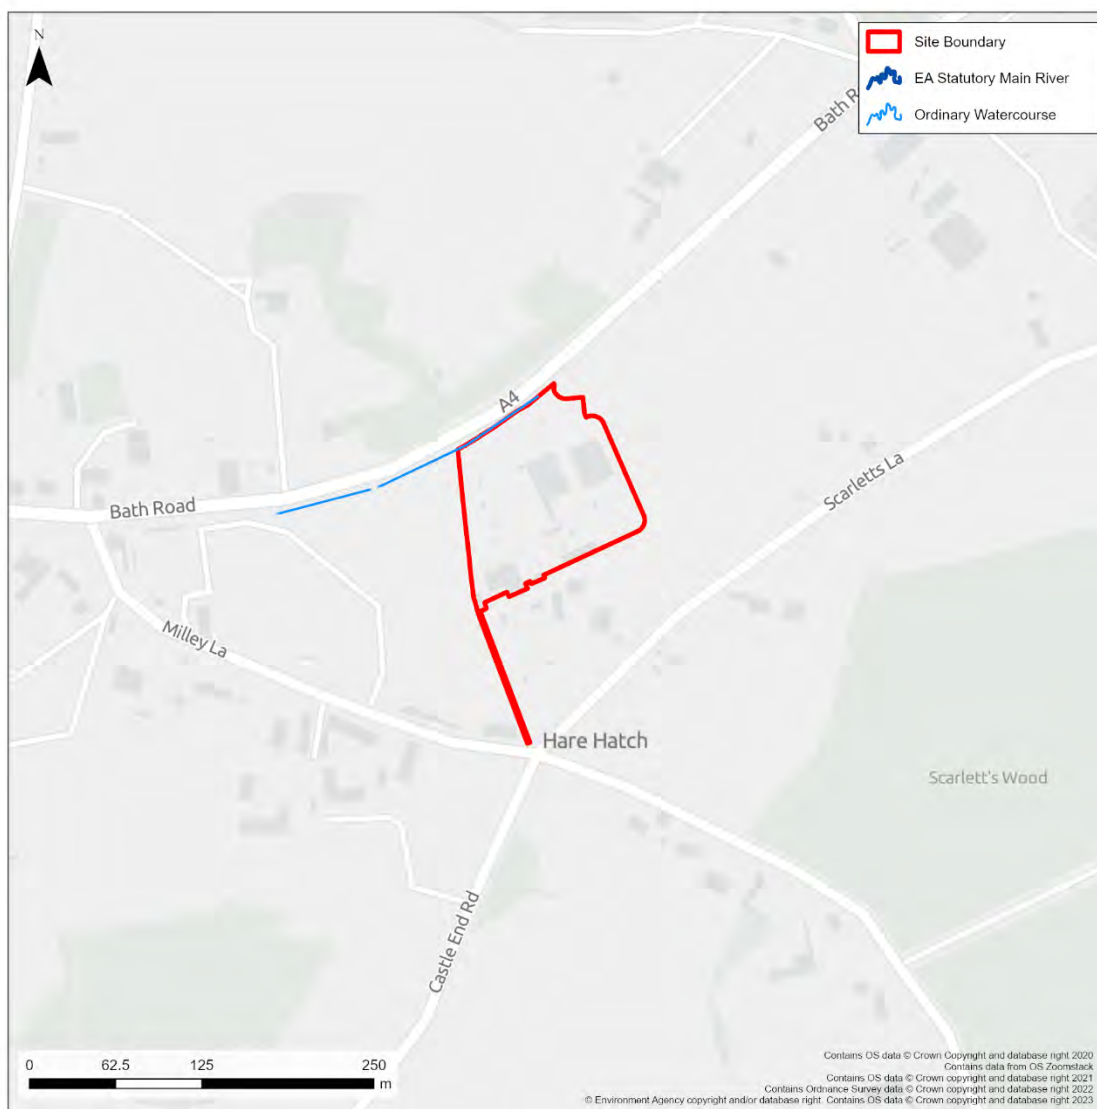 N
Site Boundary
EA Statutory Main River
Ordinary Watercourse
Bath R
A4
Bath Road
Scarletts La
Milley La
Hare Hatch
Scarlett's Wood
Castle End Rd
0 62.5 125 250
m
Contains OS data © Crown Copyright and database right 2020
Contains data from OS Zoomstack
Contains OS data © Crown copyright and database right 2021
Contains Ordnance Survey data © Crown copyright and database right 2022
© Environment Agency copyright and/or database right. Contains OS data © Crown copyright and database right 2023